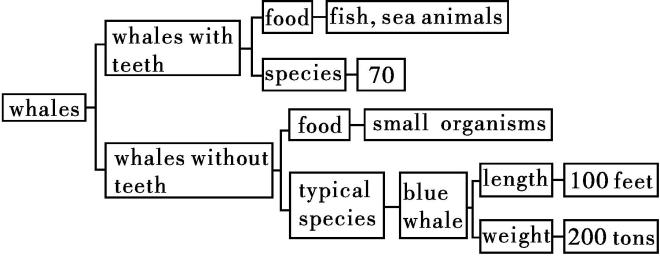 whales
whales with
teeth
food
fish, sea animals
species
70
whales without
teeth
food
small organisms
typical
species
blue
whale
length
100 feet
weight
200 tons